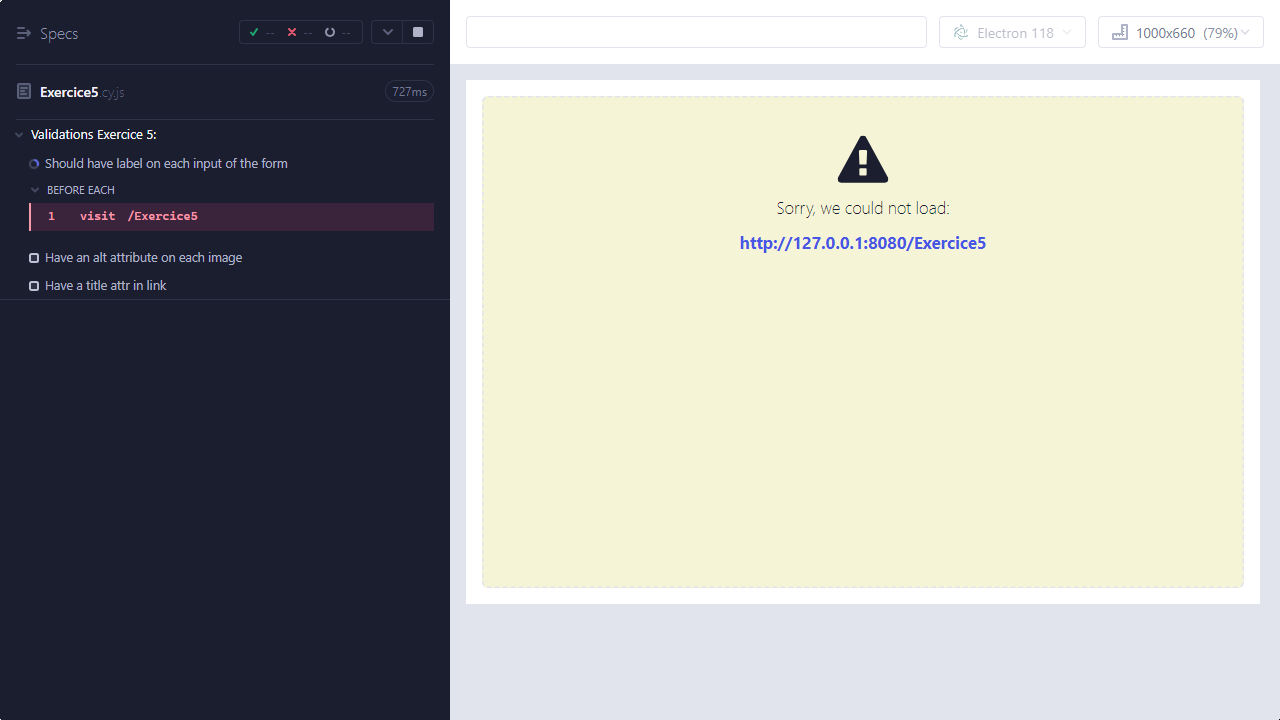 Specs
-- -- --
Electron 118
1000x660 (79%)
Exercice5.cy.js
727ms
Validations Exercice 5:
Should have label on each input of the form
BEFORE EACH
1 visit /Exercice5
Have an alt attribute on each image
Have a title attr in link
Sorry, we could not load:
http://127.0.0.1:8080/Exercice5